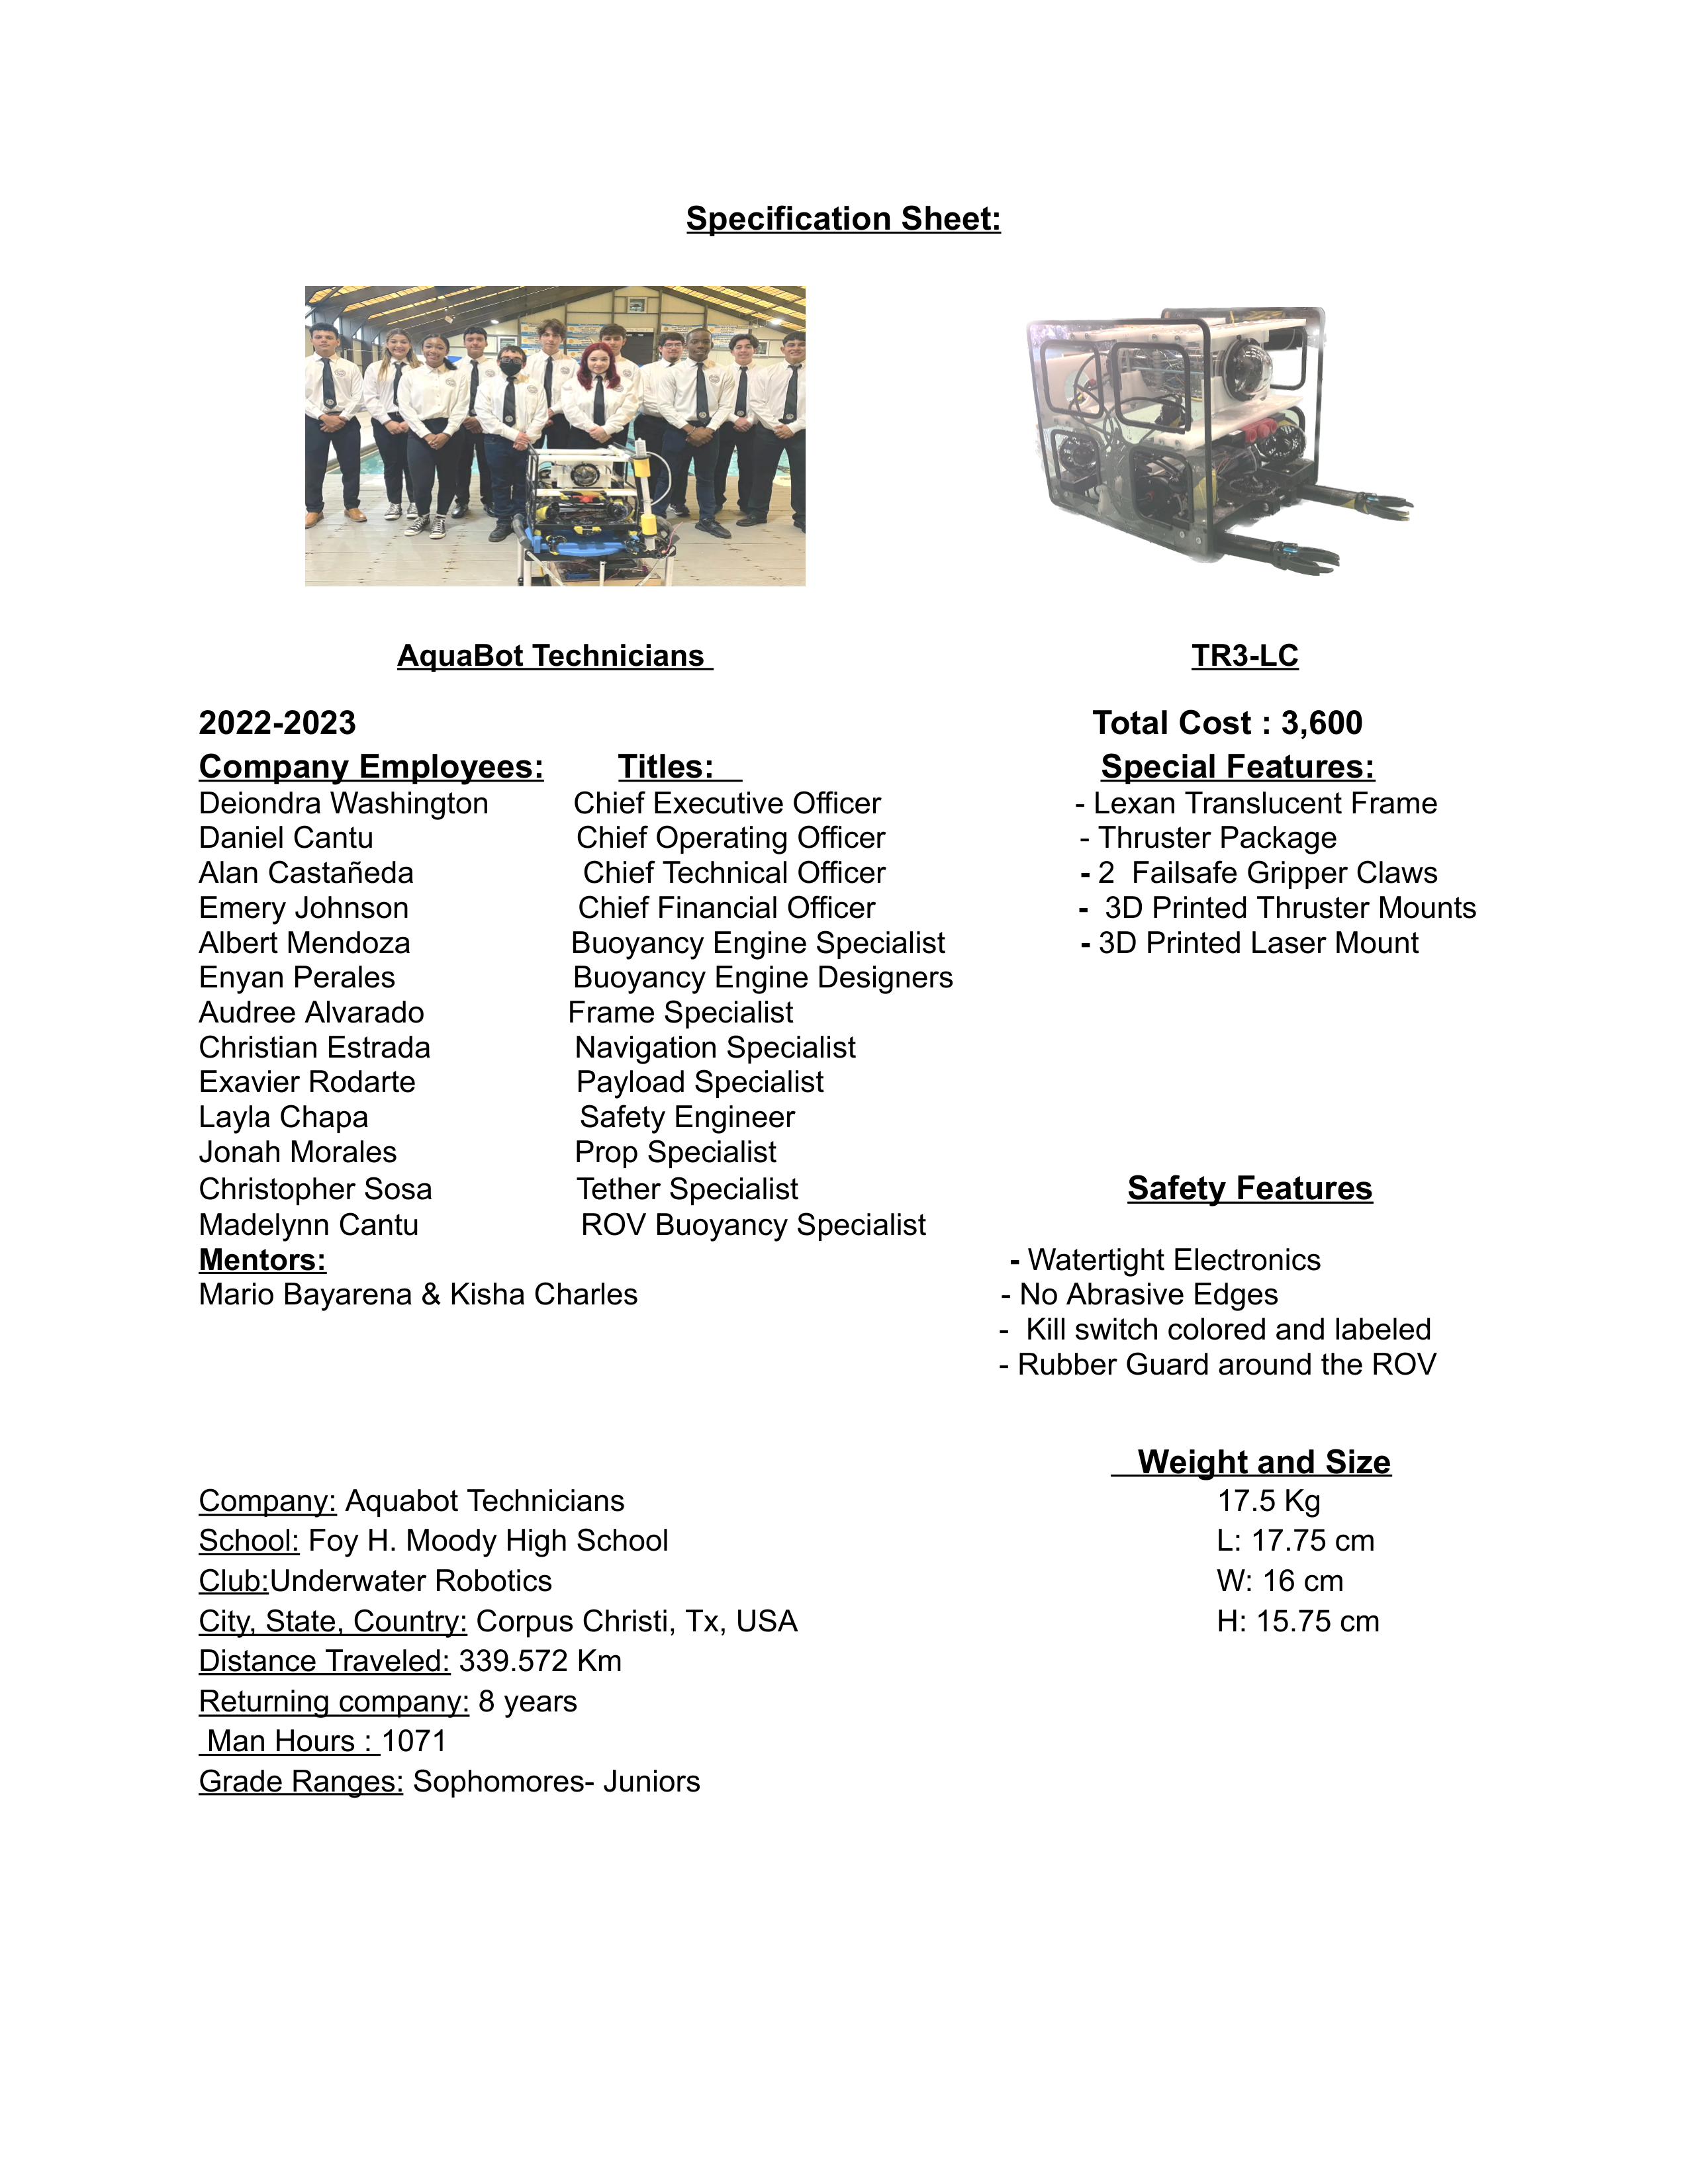 Specification Sheet:
AquaBot Technicians
TR3-LC
2022-2023
Total Cost : 3,600
Company Employees: Titles:
Special Features:
Deiondra Washington Chief Executive Officer
- Lexan Translucent Frame
Daniel Cantu Chief Operating Officer
- Thruster Package
Alan Castañeda Chief Technical Officer
- 2 Failsafe Gripper Claws
Emery Johnson Chief Financial Officer
- 3D Printed Thruster Mounts
Albert Mendoza Buoyancy Engine Specialist
- 3D Printed Laser Mount
Enyan Perales Buoyancy Engine Designers
Audree Alvarado Frame Specialist
Christian Estrada Navigation Specialist
Exavier Rodarte Payload Specialist
Layla Chapa Safety Engineer
Jonah Morales Prop Specialist
Christopher Sosa Tether Specialist
Safety Features
Madelynn Cantu ROV Buoyancy Specialist
Mentors:
- Watertight Electronics
Mario Bayarena & Kisha Charles
- No Abrasive Edges
- Kill switch colored and labeled
- Rubber Guard around the ROV
Weight and Size
Company: Aquabot Technicians
17.5 Kg
School: Foy H. Moody High School
L: 17.75 cm
Club:Underwater Robotics
W: 16 cm
City, State, Country: Corpus Christi, Tx, USA
H: 15.75 cm
Distance Traveled: 339.572 Km
Returning company: 8 years
Man Hours : 1071
Grade Ranges: Sophomores- Juniors